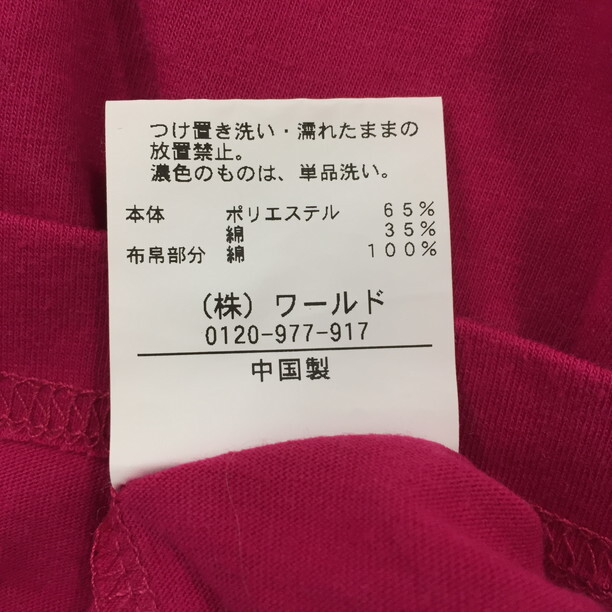 つけ置き洗い・濡れたままの
放置禁止。
濃色のものは、単品洗い。
本体 ポリエステル 65%
綿 35%
布帛部分 綿 100%
（株）ワールド
0120-977-917
中国製